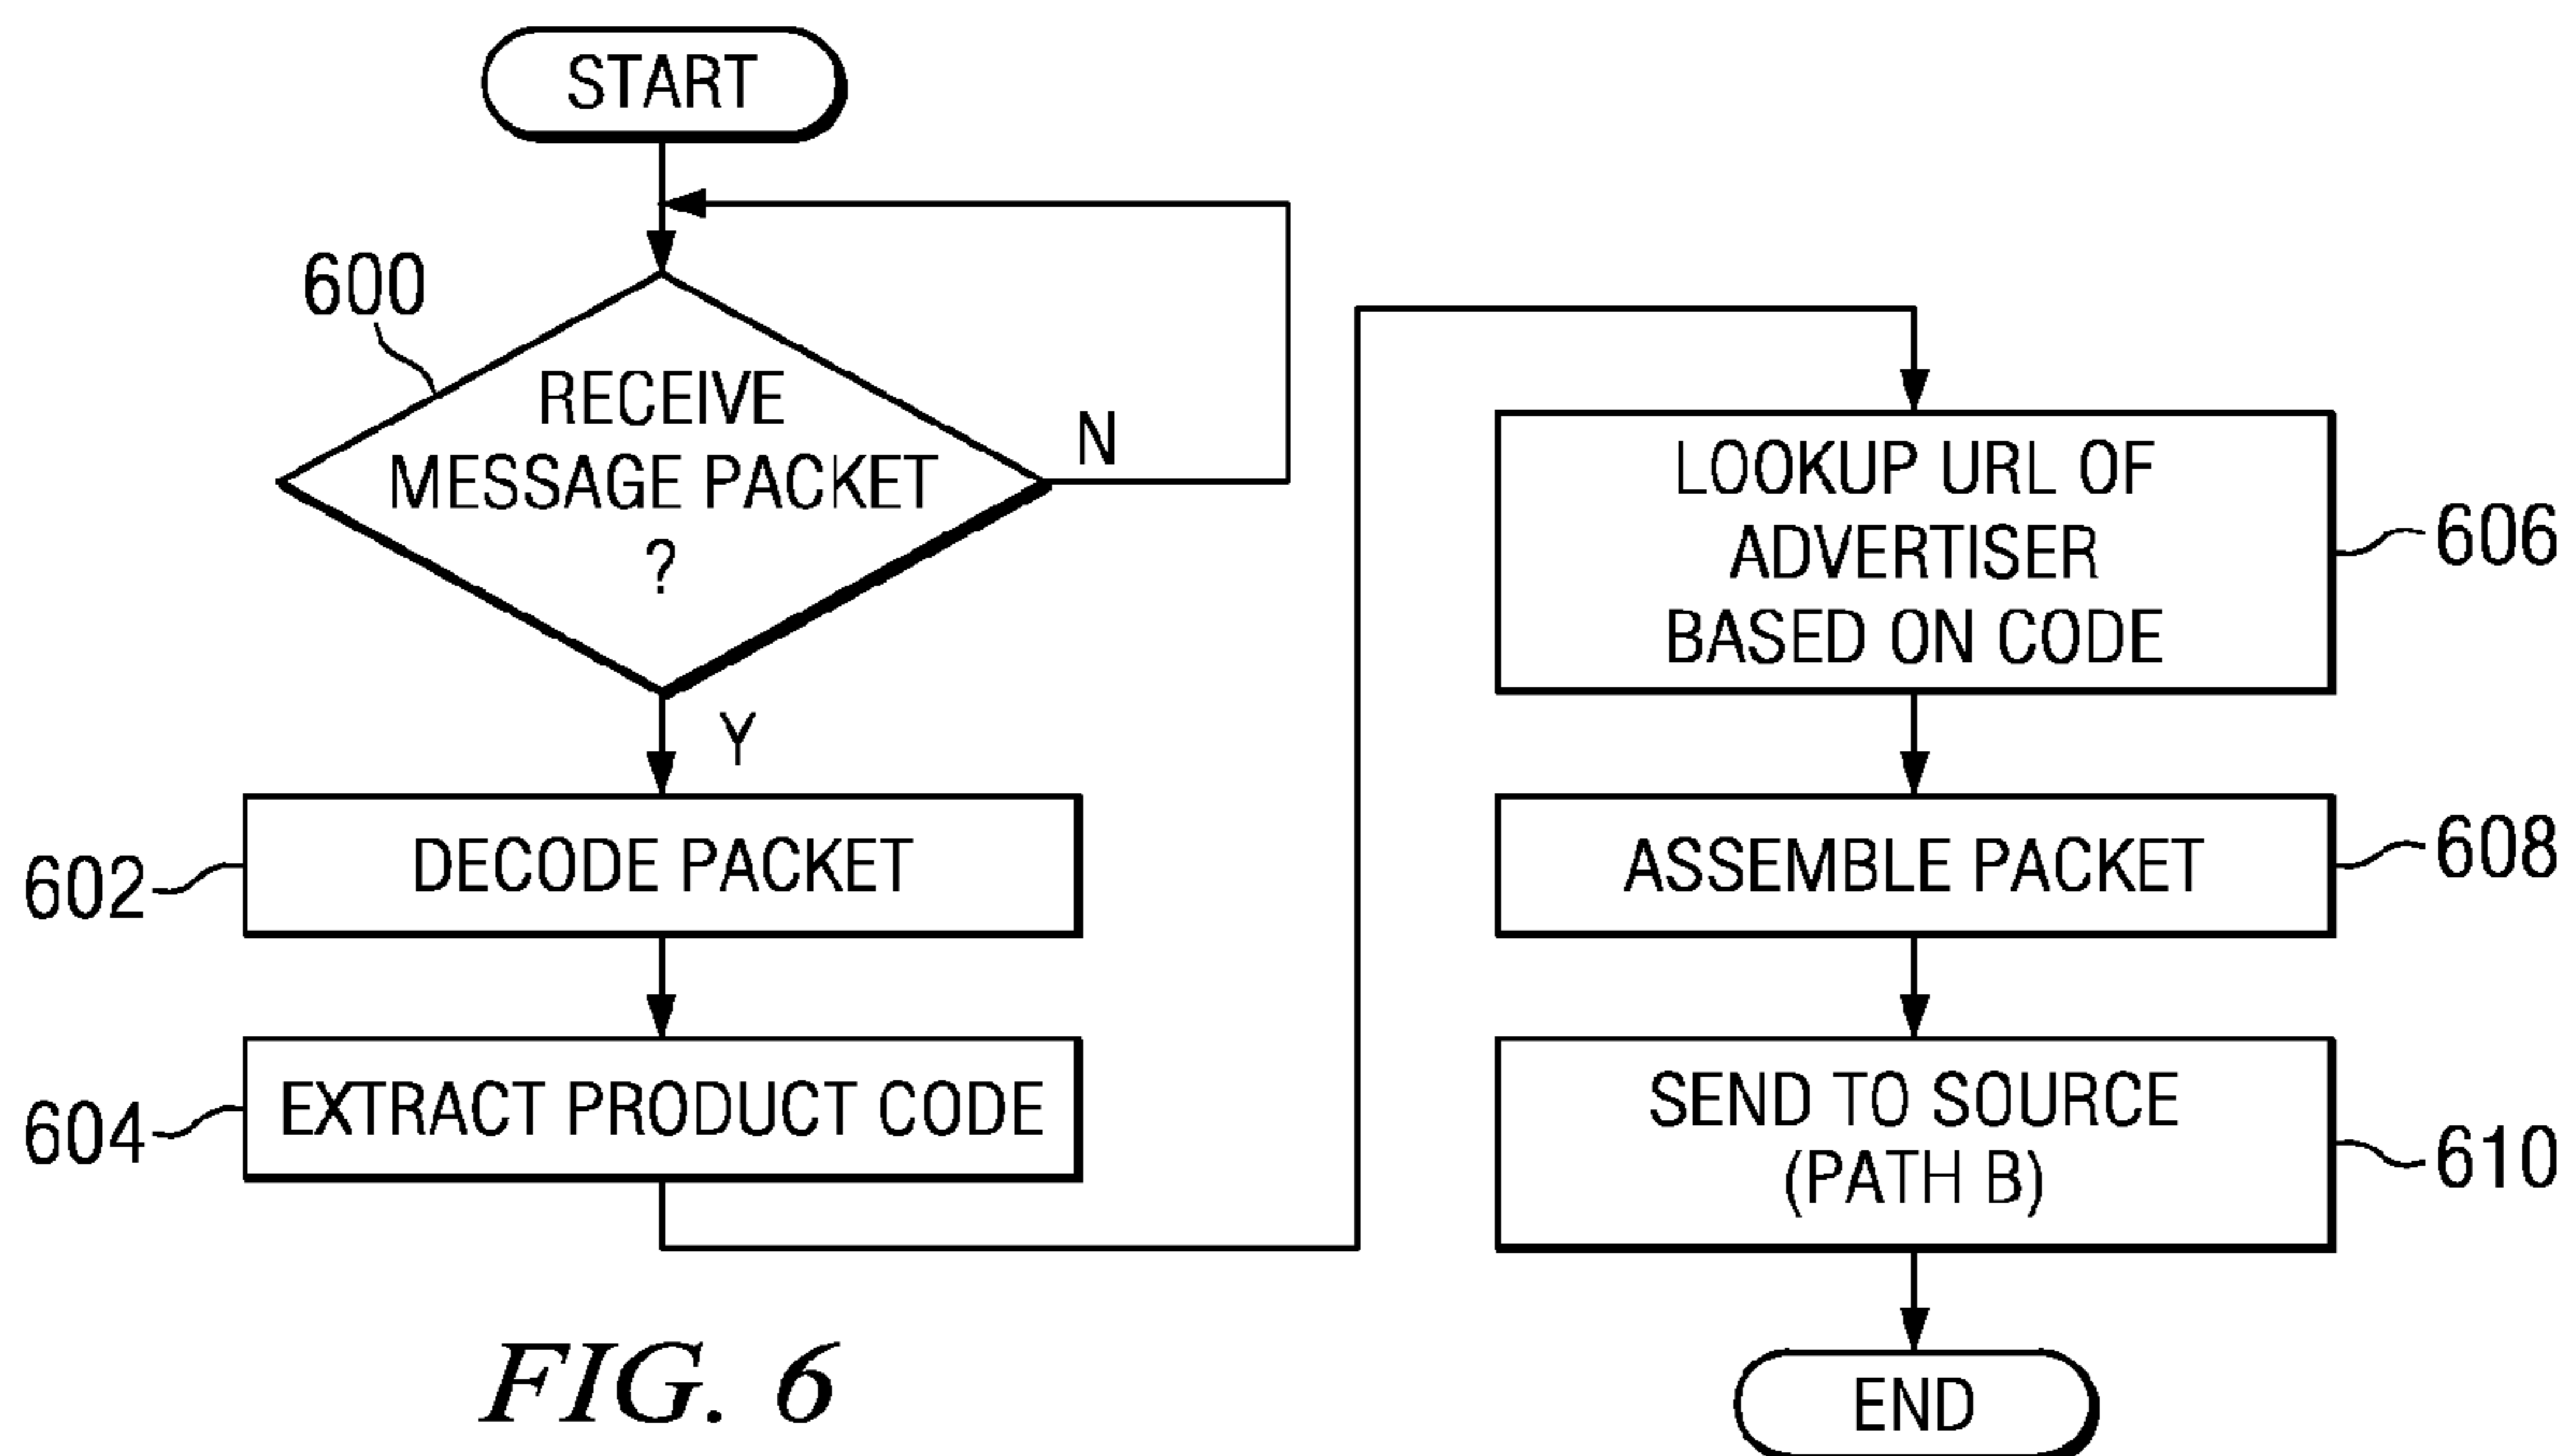 START
600
RECEIVE
MESSAGE PACKET
?
N
Y
602
DECODE PACKET
604
EXTRACT PRODUCT CODE
LOOKUP URL OF
ADVERTISER
BASED ON CODE
606
ASSEMBLE PACKET
608
SEND TO SOURCE
(PATH B)
610
END
FIG. 6